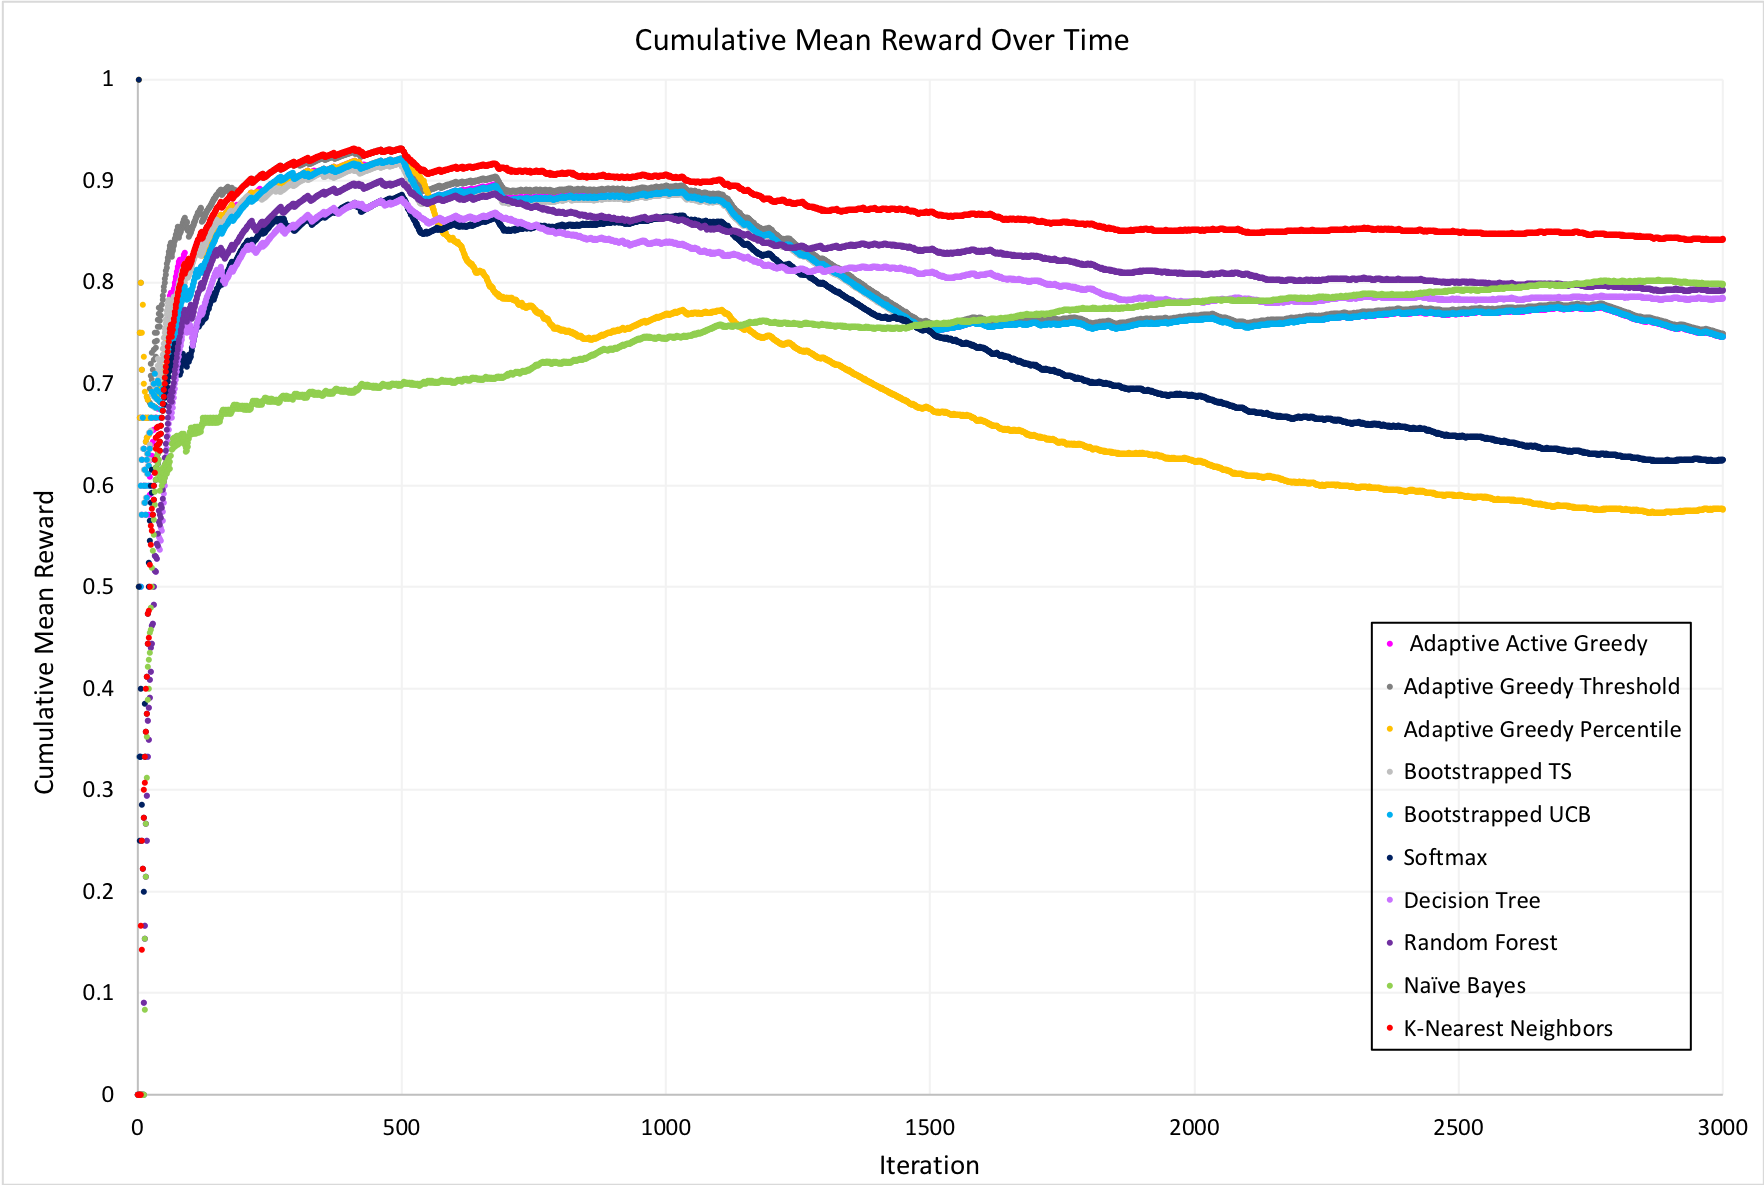 Cumulative Mean Reward Over Time
1
0.9
0.8
0.7
0.6
0.5
0.4
0.3
0.2
0.1
0
Cumulative Mean Reward
0 500 1000 1500 2000 2500 3000
Iteration
Adaptive Active Greedy
Adaptive Greedy Threshold
Adaptive Greedy Percentile
Bootstrapped TS
Bootstrapped UCB
Softmax
Decision Tree
Random Forest
Naïve Bayes
K-Nearest Neighbors